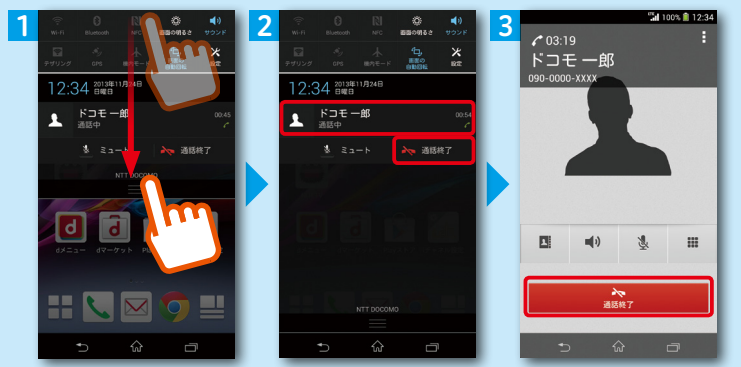 1
Wi-Fi
Bluetooth
NFC
画面の明るさ
サウンド
テザリング
GPS
機内モード
画面の
自動回転
設定
12:34
2013年11月24日
日曜日
ドコモ 一郎
00:45
通話中
ミュート
通話終了
NTT DOCOMO
d
d
dメニュー
dマーケット
2
Wi-Fi
Bluetooth
NFC
画面の明るさ
サウンド
テザリング
GPS
機内モード
画面の
自動回転
設定
12:34
2013年11月24日
日曜日
ドコモ 一郎
00:54
通話中
ミュート
通話終了
NTT DOCOMO
3
100%
12:34
03:19
ドコモ 一郎
090-0000-XXXX
通話終了